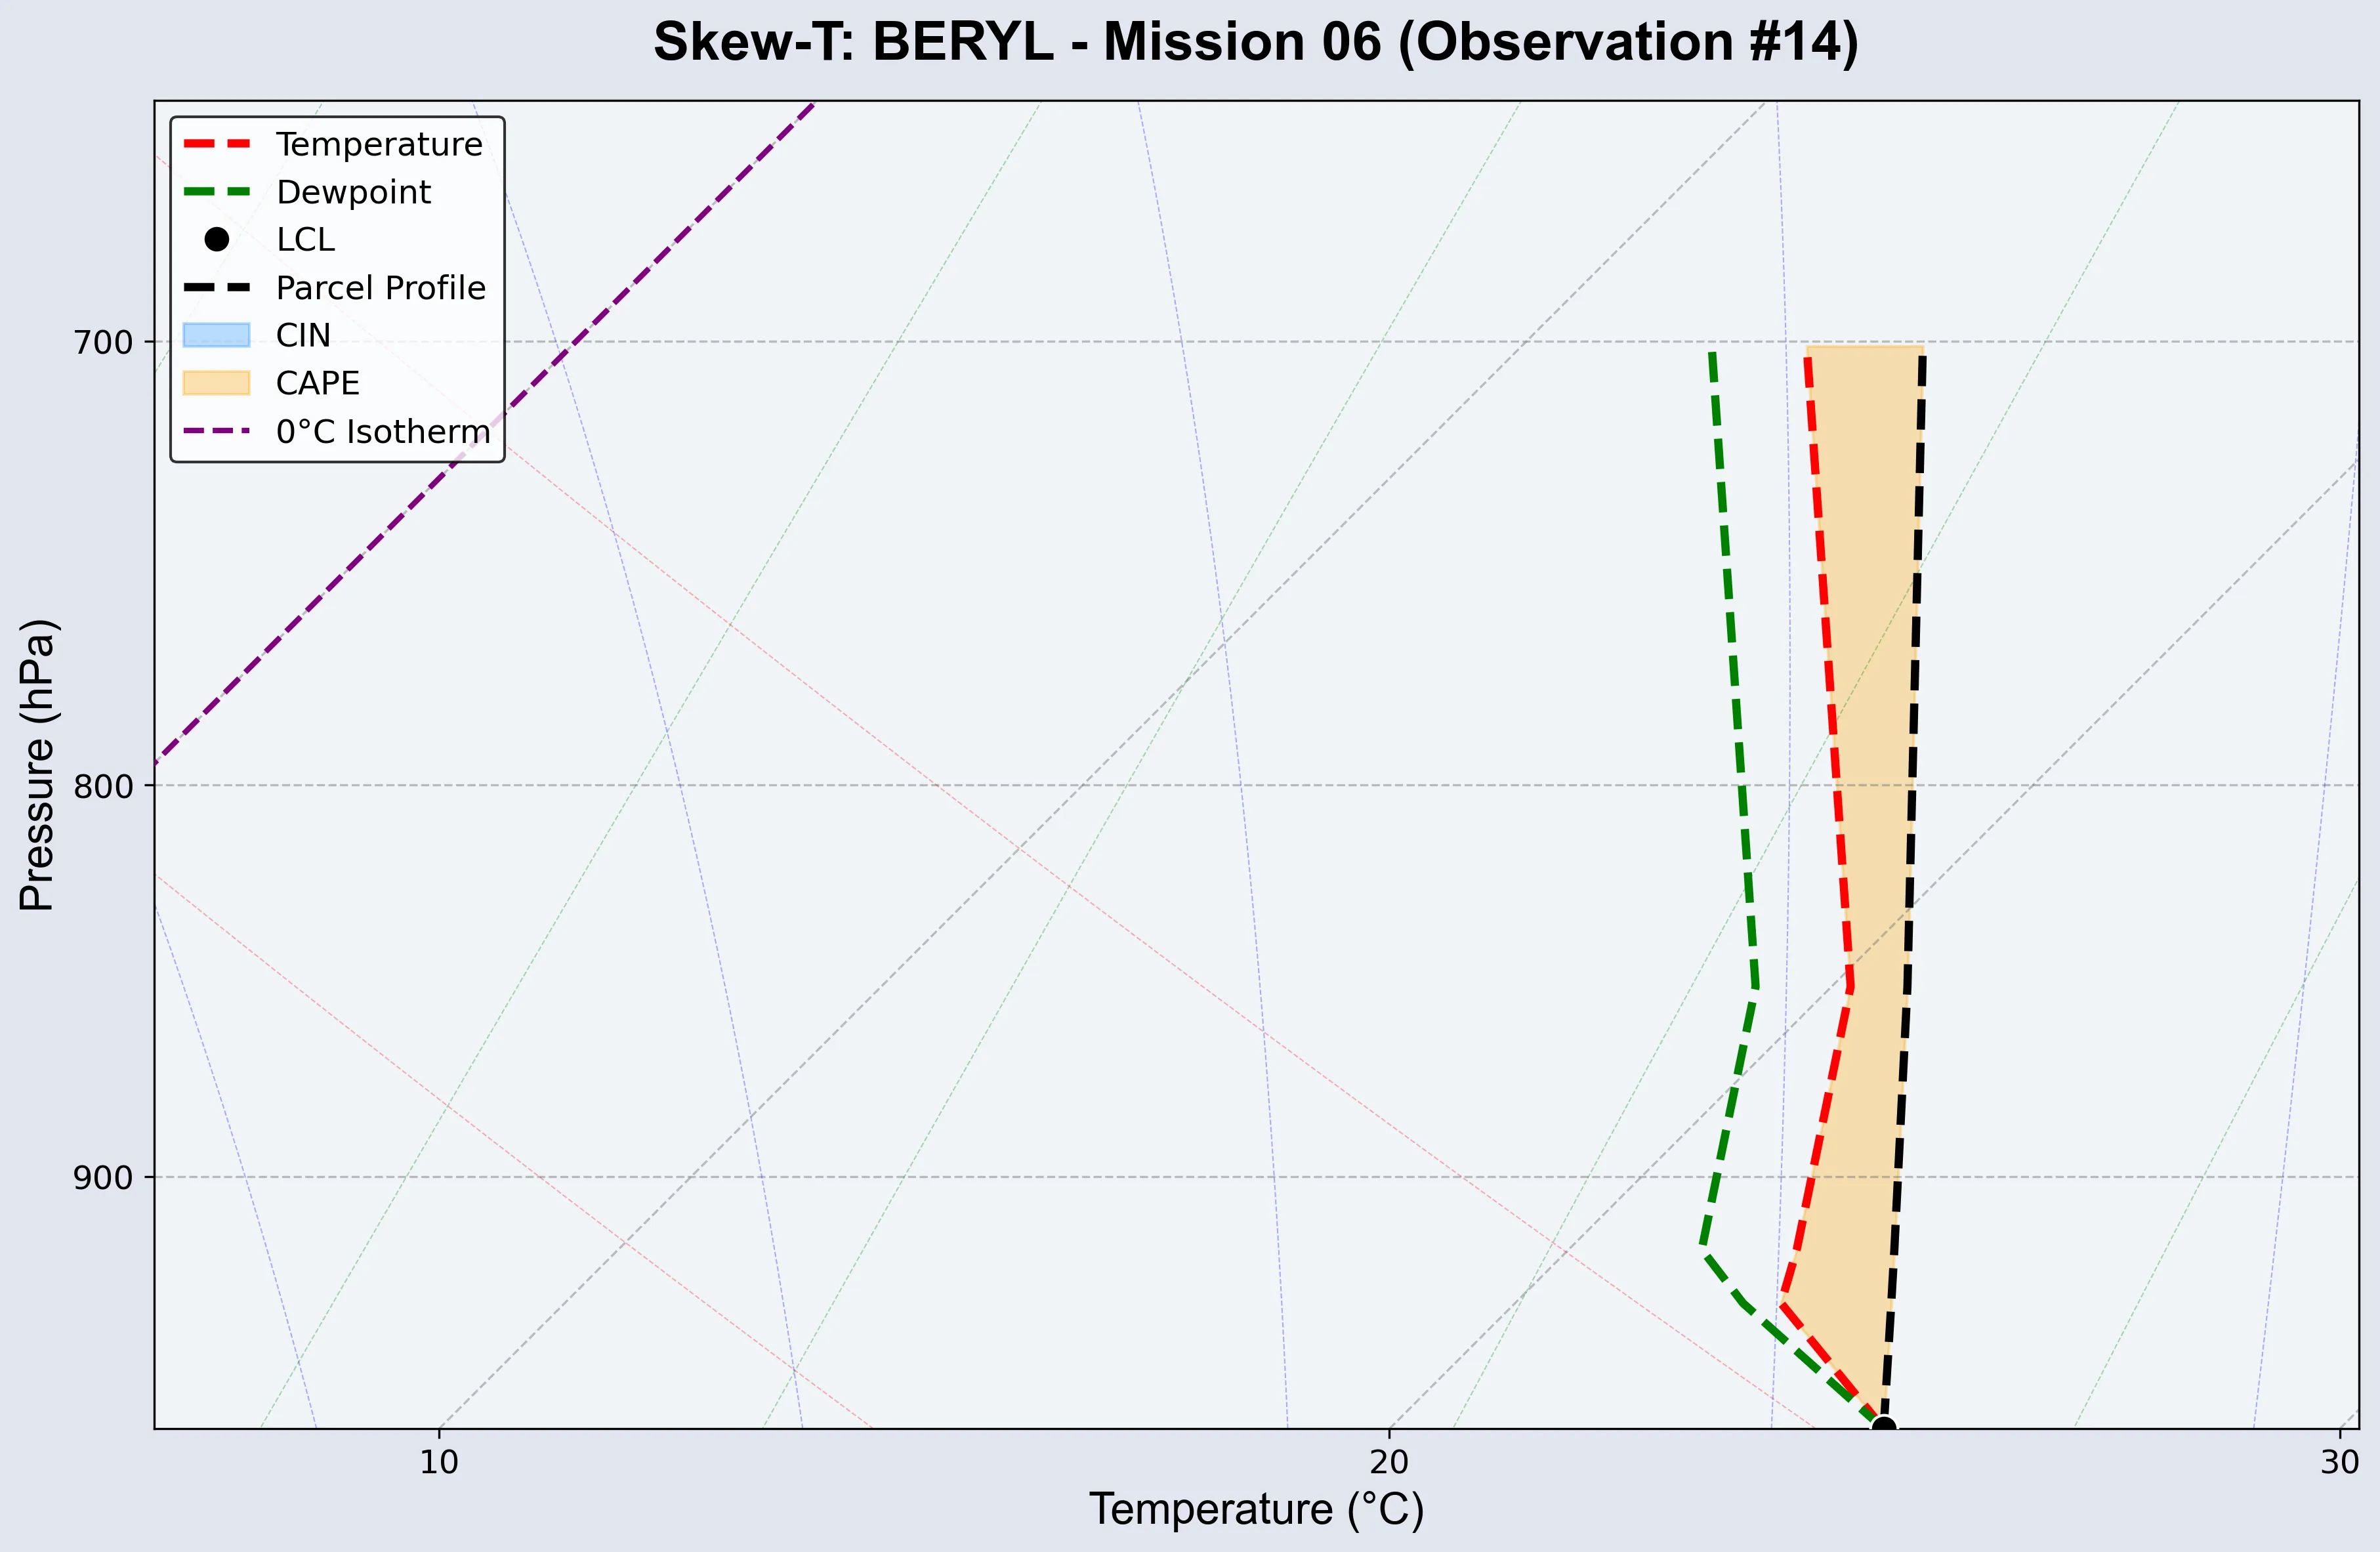 Skew-T: BERYL - Mission 06 (Observation #14)
Temperature
Dewpoint
LCL
Parcel Profile
CIN
CAPE
0°C Isotherm
Pressure (hPa)
700
800
900
10
20
30
Temperature (°C)